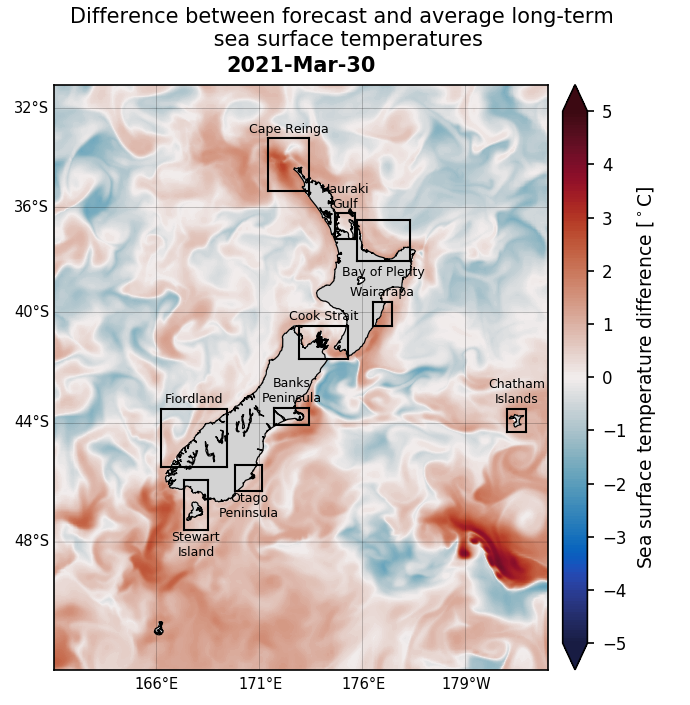 Difference between forecast and average long-term
sea surface temperatures
2021-Mar-30
32°S
36°S
40°S
44°S
48°S
166°E
171°E
176°E
179°W
Cape Reinga
Hauraki
Gulf
Bay of Plenty
Wairarapa
Cook Strait
Banks
Peninsula
Fiordland
Chatham
Islands
Otago
Peninsula
Stewart
Island
5
4
3
2
1
0
−1
−2
−3
−4
−5
Sea surface temperature difference [°C]